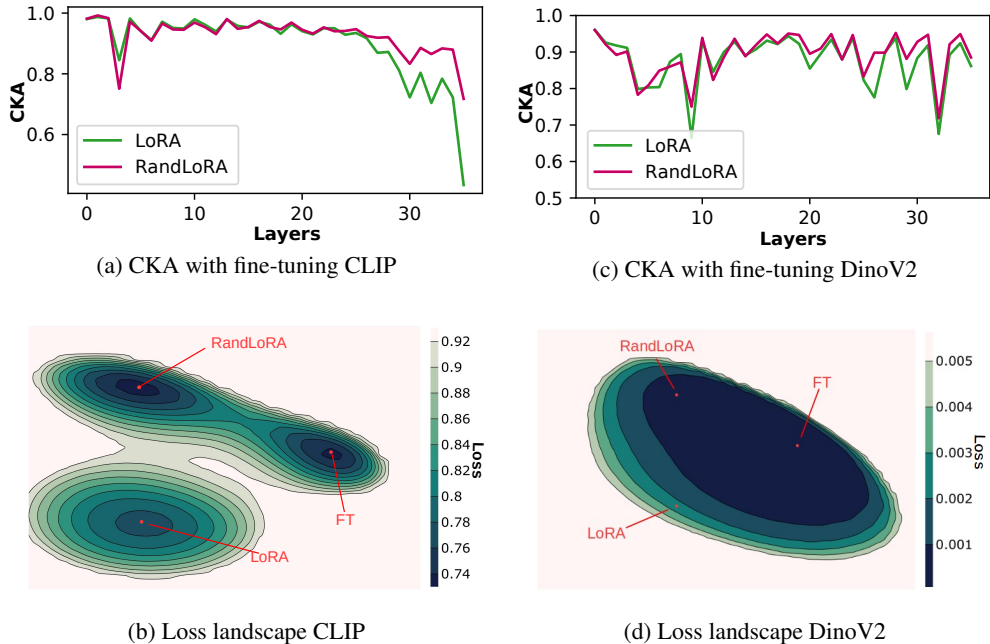 1.0
0.8
0.6
CKA
LoRA
RandLoRA
0
10
20
30
Layers
(a) CKA with fine-tuning CLIP
1.0
0.9
0.8
0.7
0.6
0.5
CKA
LoRA
RandLoRA
0
10
20
30
Layers
(c) CKA with fine-tuning DinoV2
RandLoRA
FT
LoRA
0.92
0.9
0.88
0.86
0.84
0.82
0.8
0.78
0.76
0.74
Loss
(b) Loss landscape CLIP
RandLoRA
FT
LoRA
0.005
0.004
0.003
0.002
0.001
Loss
(d) Loss landscape DinoV2